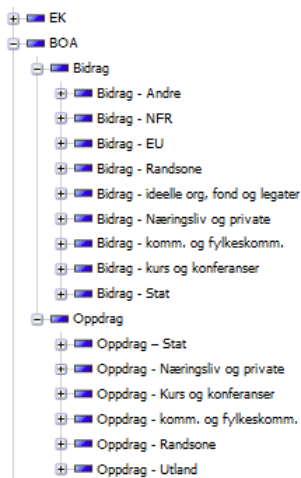 EK
BOA
Bidrag
Bidrag - Andre
Bidrag - NFR
Bidrag - EU
Bidrag - Randsone
Bidrag - ideelle org, fond og legater
Bidrag - Næringsliv og private
Bidrag - komm. og fylkeskomm.
Bidrag - kurs og konferanser
Bidrag - Stat
Oppdrag
Oppdrag – Stat
Oppdrag - Næringsliv og private
Oppdrag - Kurs og konferanser
Oppdrag - komm. og fylkeskomm.
Oppdrag - Randsone
Oppdrag - Utland